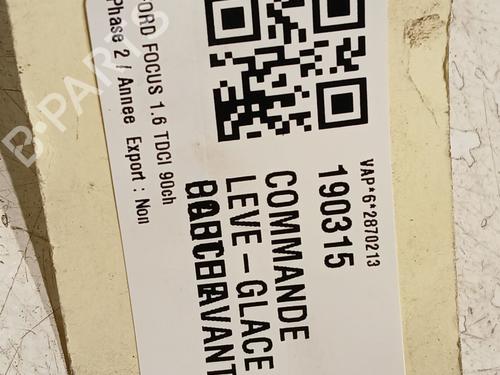 VAP*6*2870213
190315
COMMANDE
LEVE-GLACE
FORD FOCUS 1.6 TDCI 90ch
Phase 2 / Annee Export : Non
B-PARTS